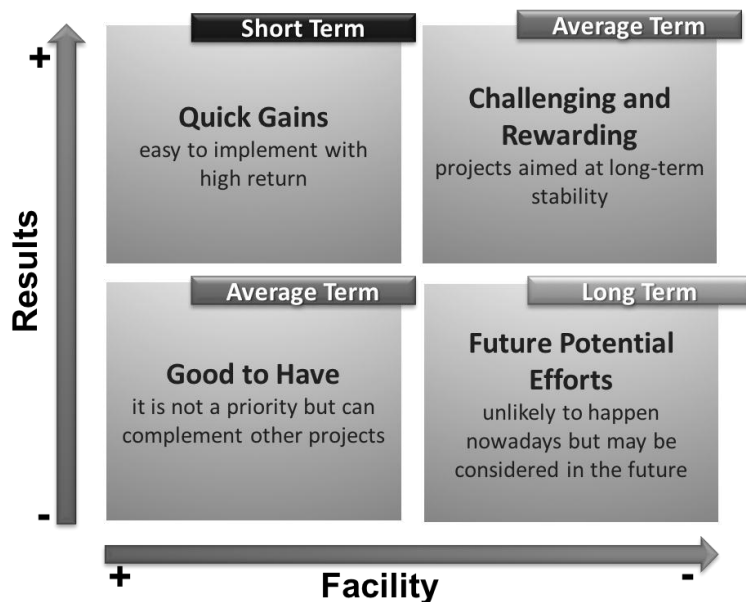 +
Results
-
Short Term
Quick Gains
easy to implement with
high return
Average Term
Challenging and
Rewarding
projects aimed at long-term
stability
Average Term
Good to Have
it is not a priority but can
complement other projects
Long Term
Future Potential
Efforts
unlikely to happen
nowadays but may be
considered in the future
+
Facility
-